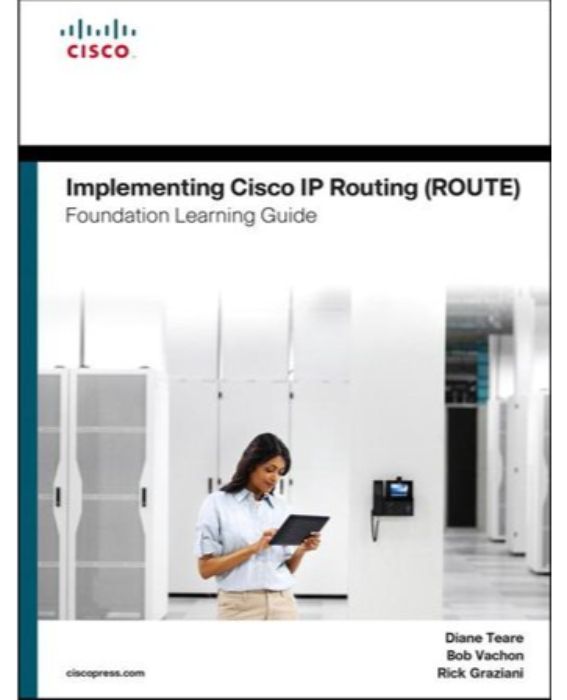 CISCO
Implementing Cisco IP Routing (ROUTE)
Foundation Learning Guide
Diane Teare
Bob Vachon
ciscopress.com
Rick Graziani